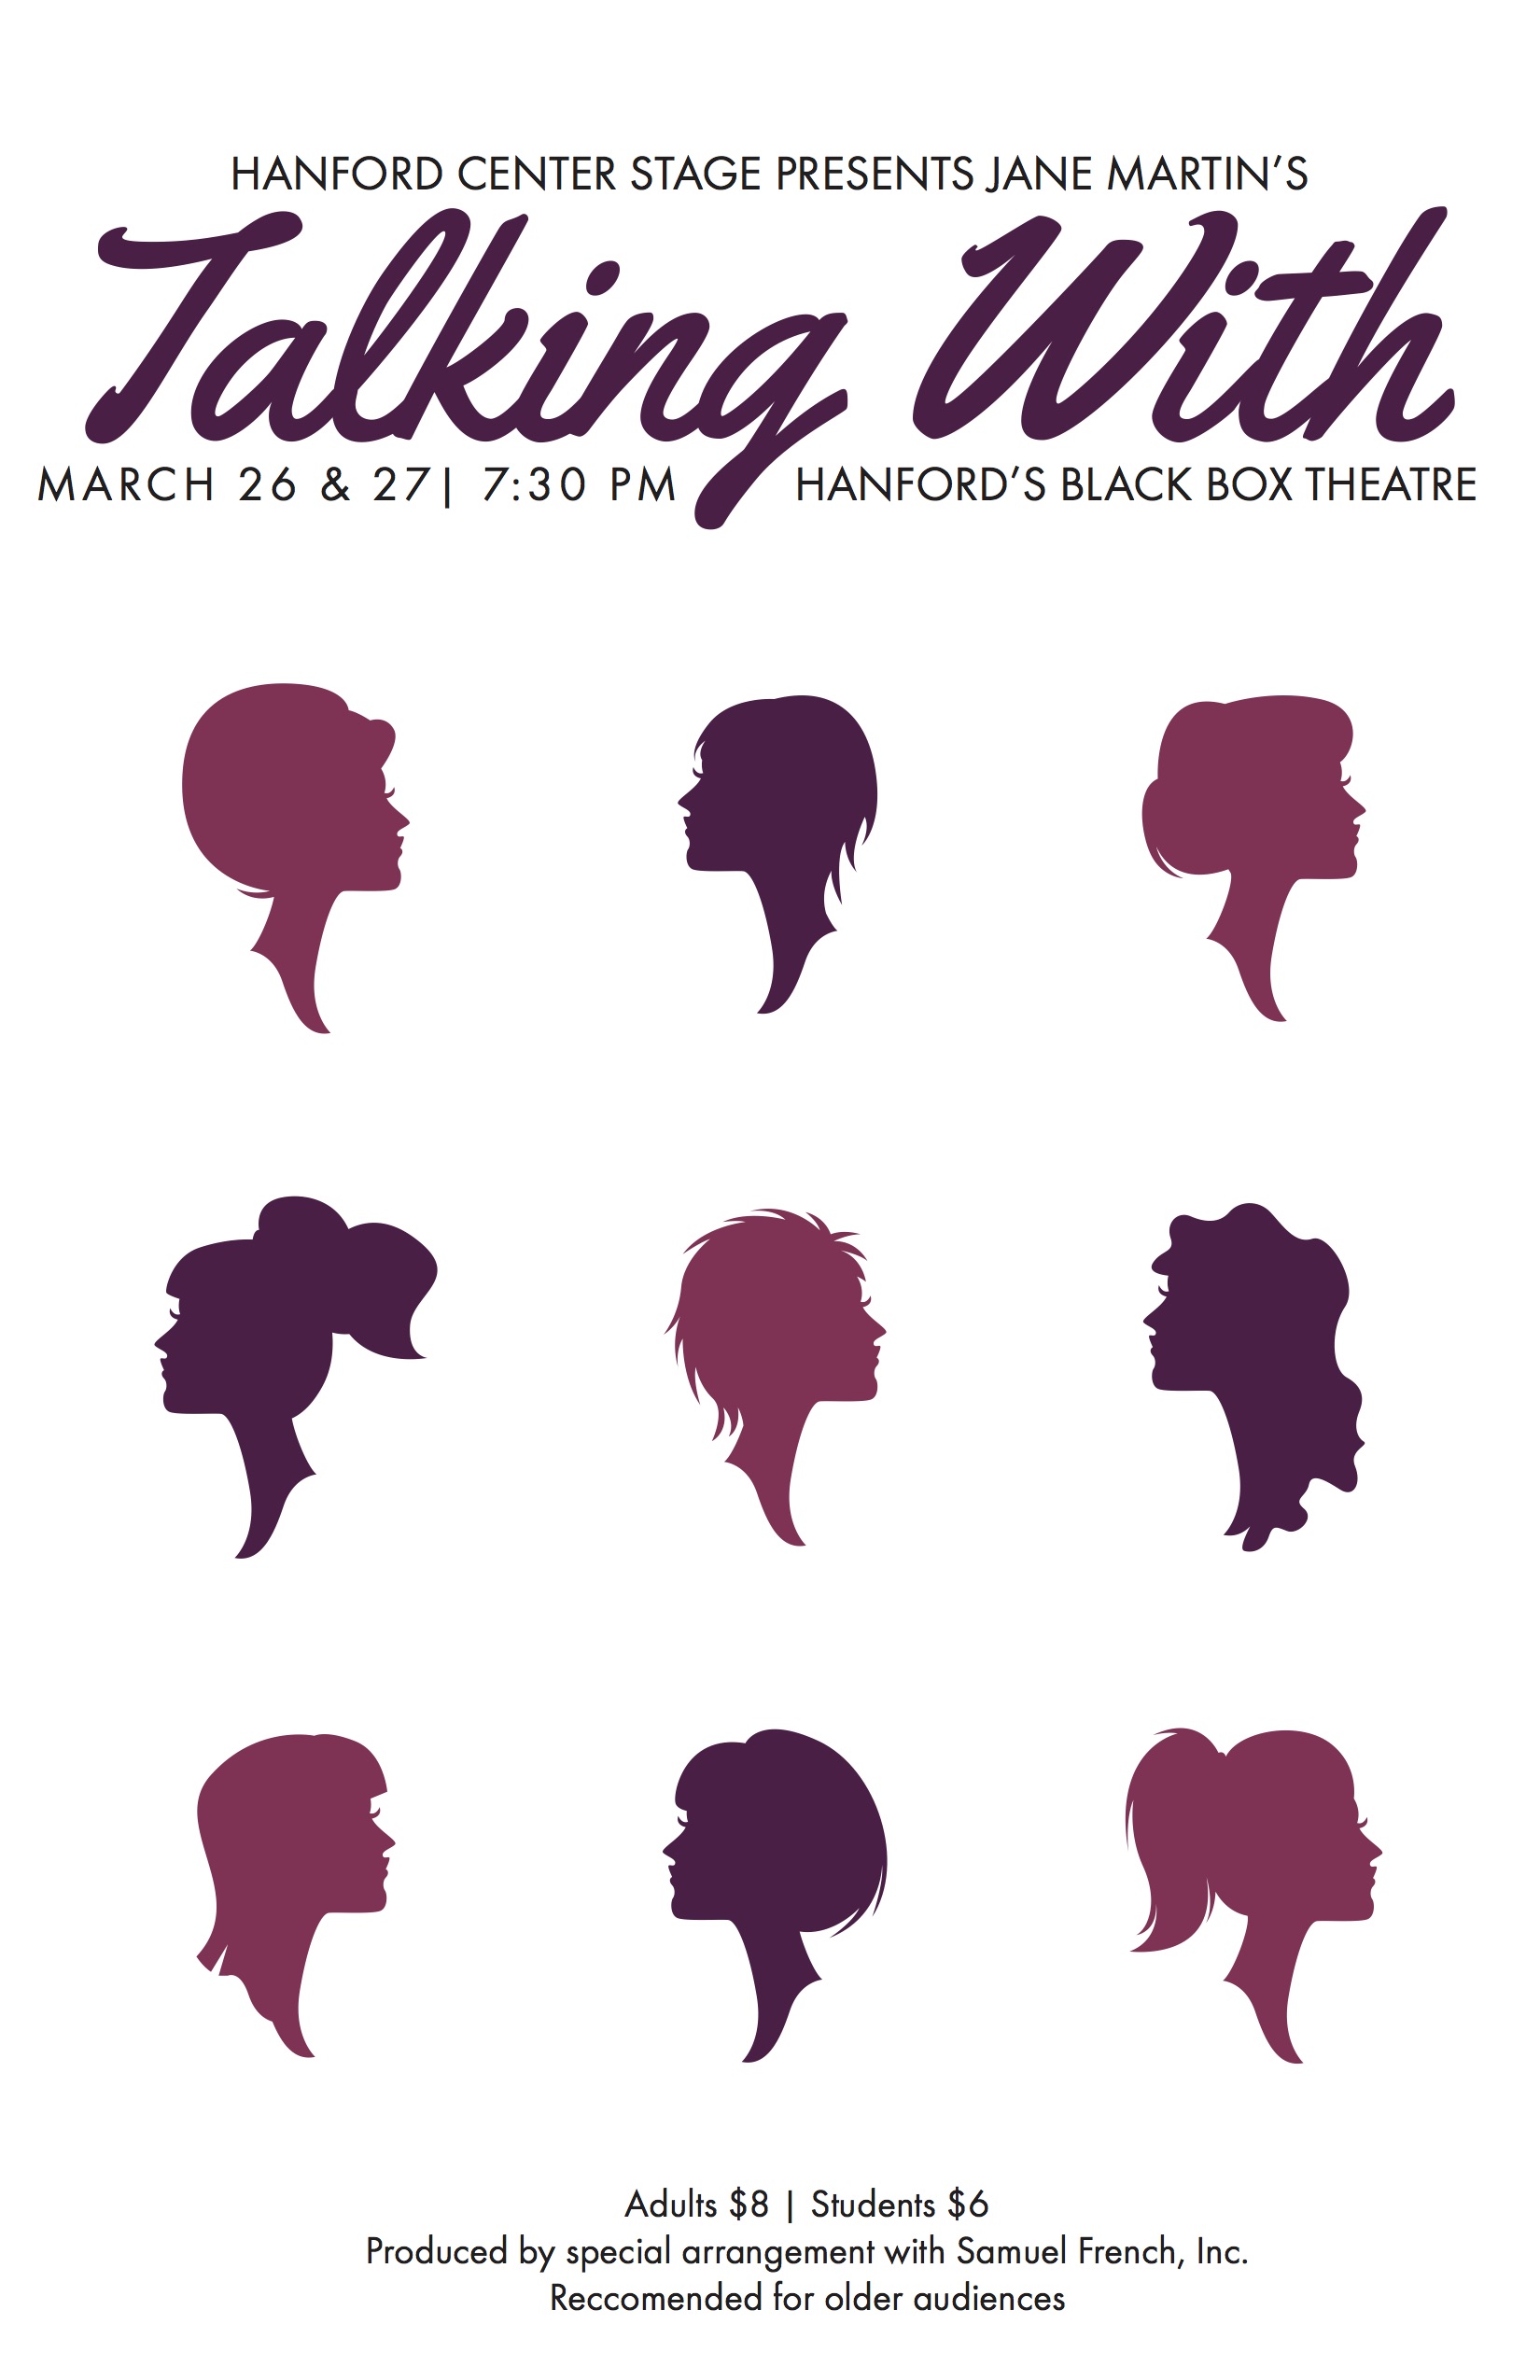 HANFORD CENTER STAGE PRESENTS JANE MARTIN'S
Talking With
MARCH 26 & 27| 7:30 PM HANFORD'S BLACK BOX THEATRE
Adults $8 | Students $6
Produced by special arrangement with Samuel French, Inc.
Reccomended for older audiences